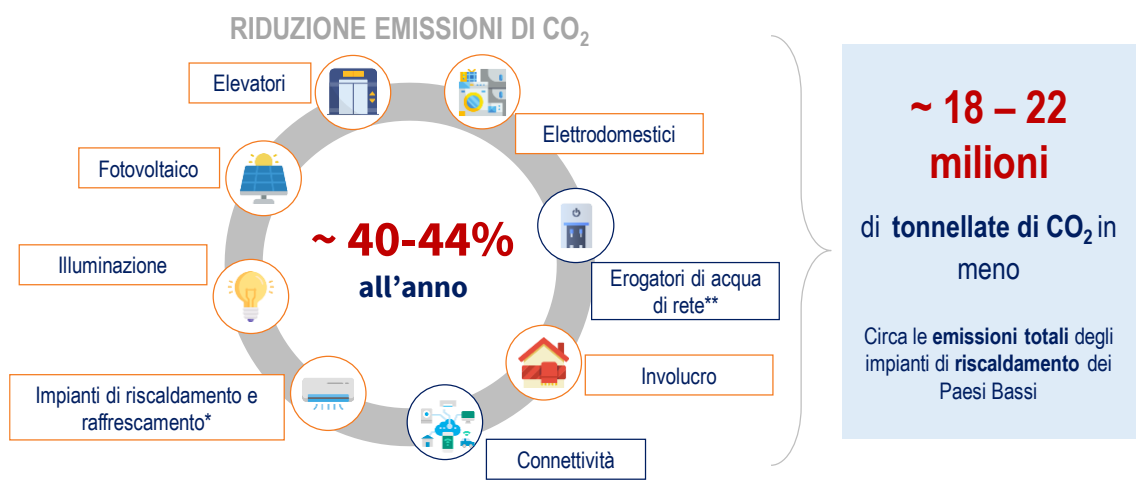 RIDUZIONE EMISSIONI DI CO₂
Elevatori
Elettrodomestici
Fotovoltaico
~ 40-44%
all’anno
Illuminazione
Erogatori di acqua
di rete**
Impianti di riscaldamento e
raffrescamento*
Involucro
Connettività
~ 18 – 22
milioni
di tonnellate di CO₂ in
meno
Circa le emissioni totali degli
impianti di riscaldamento dei
Paesi Bassi